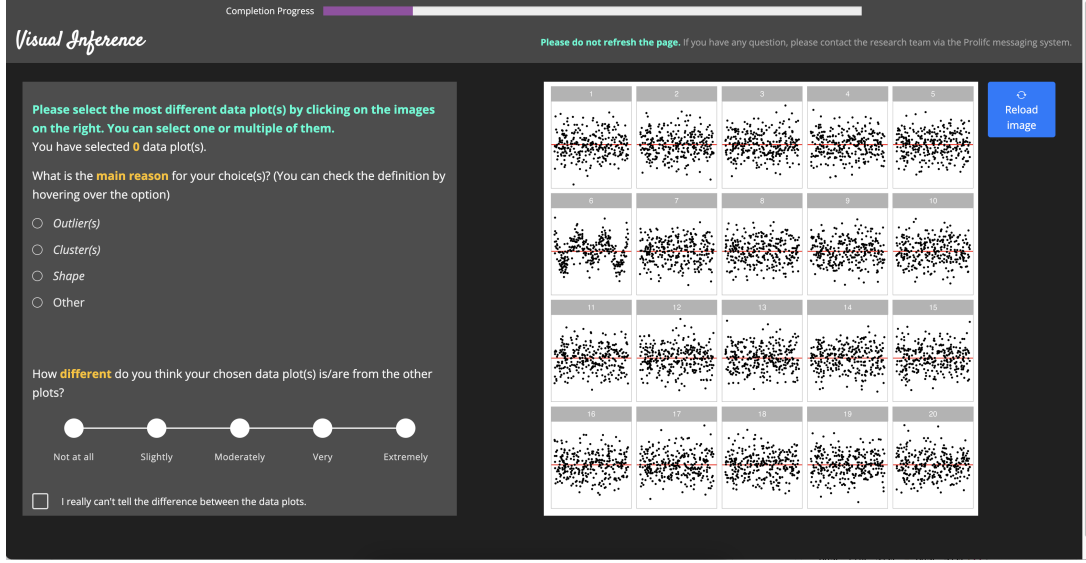 Completion Progress
Visual Inference
Please do not refresh the page. If you have any question, please contact the research team via the Prolifc messaging system.
Please select the most different data plot(s) by clicking on the images
on the right. You can select one or multiple of them.
You have selected 0 data plot(s).
What is the main reason for your choice(s)? (You can check the definition by
hovering over the option)
Outlier(s)
Cluster(s)
Shape
Other
How different do you think your chosen data plot(s) is/are from the other
plots?
Not at all Slightly Moderately Very Extremely
I really can't tell the difference between the data plots.
1 2 3 4 5
6 7 8 9 10
11 12 13 14 15
16 17 18 19 20
Reload
image